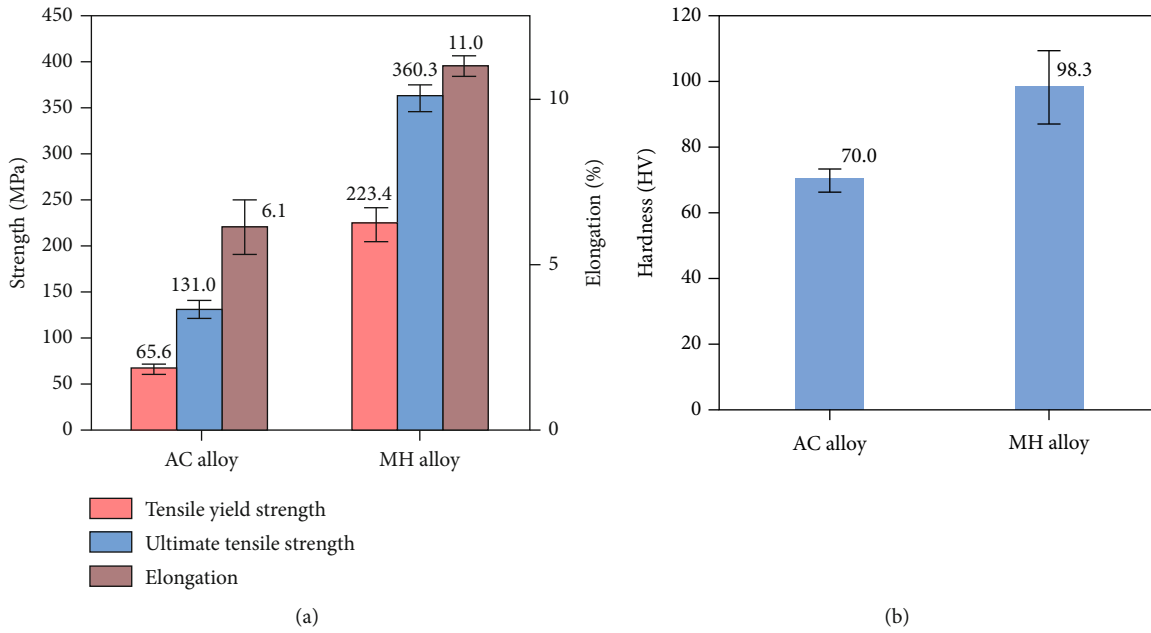 450
400
350
300
250
200
150
100
50
0
Strength (MPa)
65.6
131.0
6.1
223.4
360.3
11.0
AC alloy
MH alloy
10
5
0
Elongation (%)
Tensile yield strength
Ultimate tensile strength
Elongation
(a)
120
100
80
60
40
20
0
Hardness (HV)
70.0
98.3
AC alloy
MH alloy
(b)